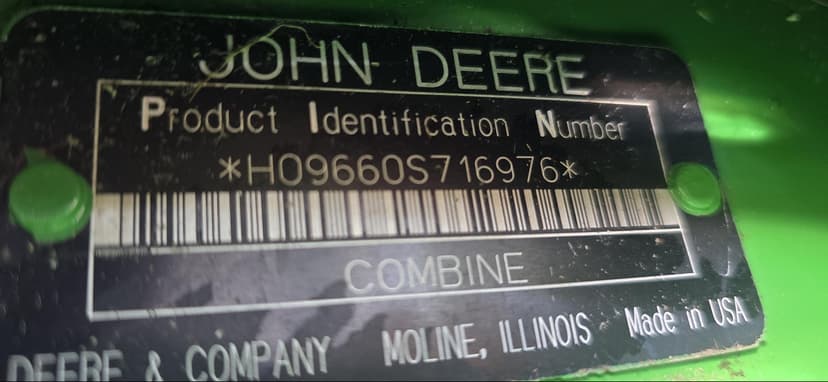 JOHN DEERE
Product Identification Number
*H09660S716976*
COMBINE
DEERE & COMPANY MOLINE, ILLINOIS Made in USA